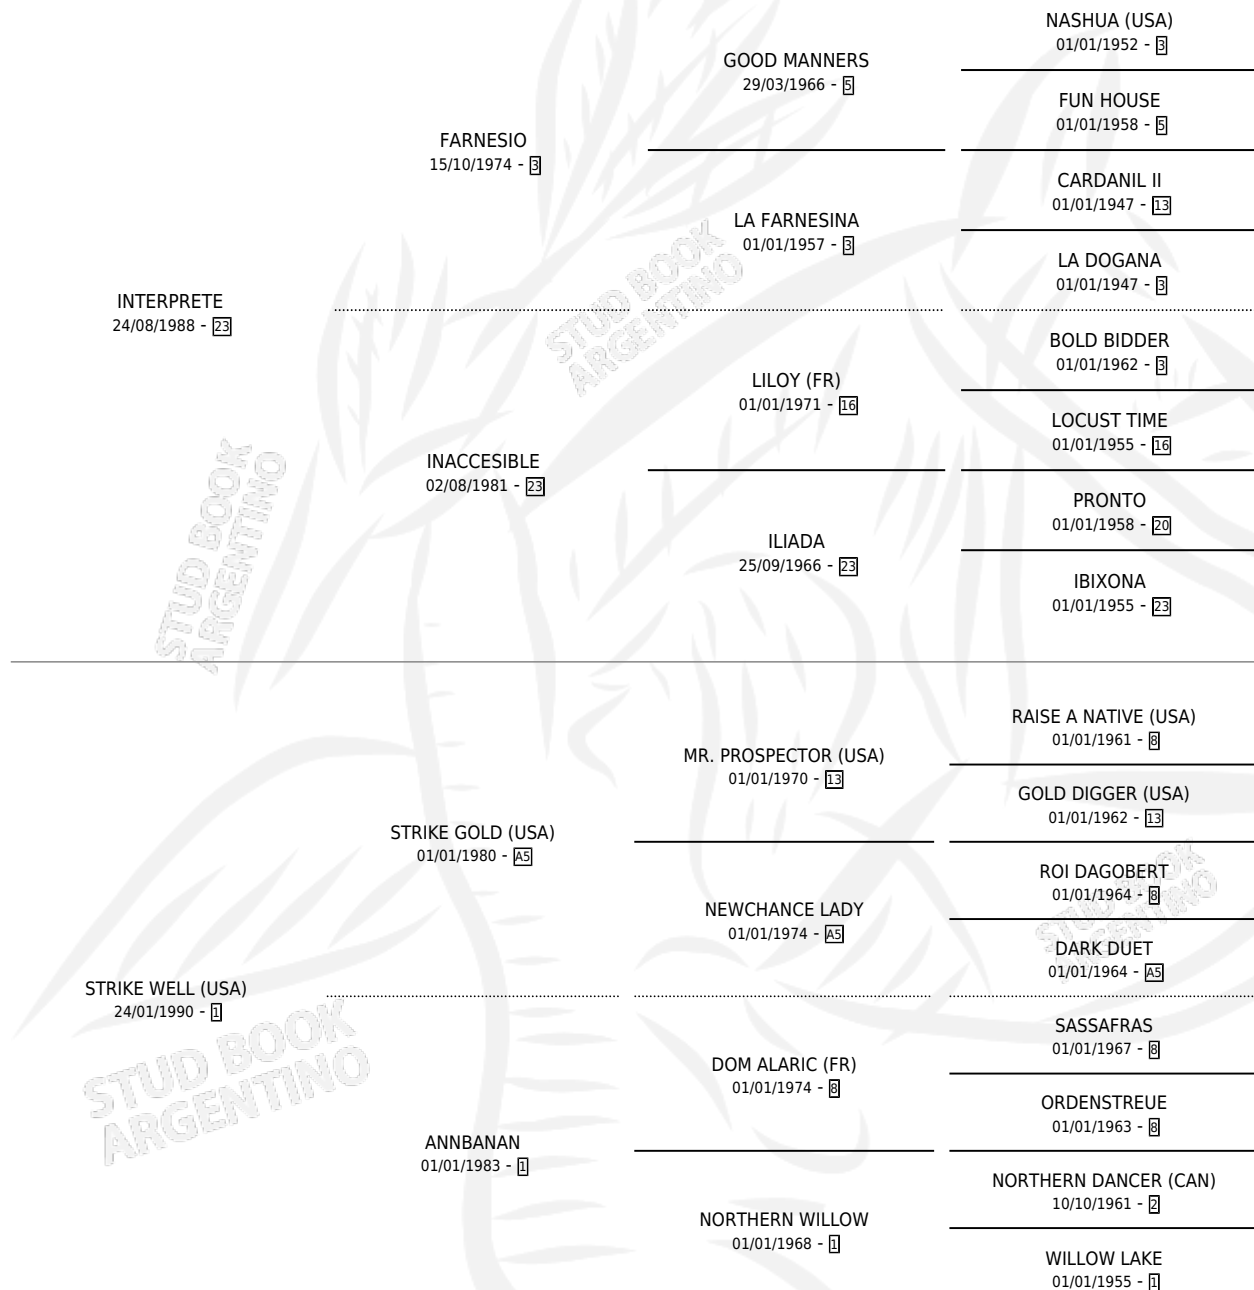 NASHUA (USA)
01/01/1952 - 3
GOOD MANNERS
29/03/1966 - 5
FUN HOUSE
01/01/1958 - 5
FARNESIO
15/10/1974 - 3
CARDANIL II
01/01/1947 - 13
LA FARNESINA
01/01/1957 - 3
LA DOGANA
01/01/1947 - 3
INTERPRETE
24/08/1988 - 23
BOLD BIDDER
01/01/1962 - 3
LILOY (FR)
01/01/1971 - 16
LOCUST TIME
01/01/1955 - 16
INACCESIBLE
02/08/1981 - 23
PRONTO
01/01/1958 - 20
ILIADA
25/09/1966 - 23
IBIXONA
01/01/1955 - 23
STUD BOOK
ARGENTINO
STUD BOOK
ARGENTINO
RAISE A NATIVE (USA)
01/01/1961 - 8
MR. PROSPECTOR (USA)
01/01/1970 - 13
GOLD DIGGER (USA)
01/01/1962 - 13
STRIKE GOLD (USA)
01/01/1980 - A5
ROI DAGOBERT
01/01/1964 - 8
NEWCHANCE LADY
01/01/1974 - A5
DARK DUET
01/01/1964 - A5
STRIKE WELL (USA)
24/01/1990 - 1
SASSAFRAS
01/01/1967 - 8
DOM ALARIC (FR)
01/01/1974 - 8
ORDENSTREUE
01/01/1963 - 8
ANNBANAN
01/01/1983 - 1
NORTHERN DANCER (CAN)
10/10/1961 - 2
NORTHERN WILLOW
01/01/1968 - 1
WILLOW LAKE
01/01/1955 - 1
STUD BOOK
ARGENTINO
STUD BOOK
ARGENTINO